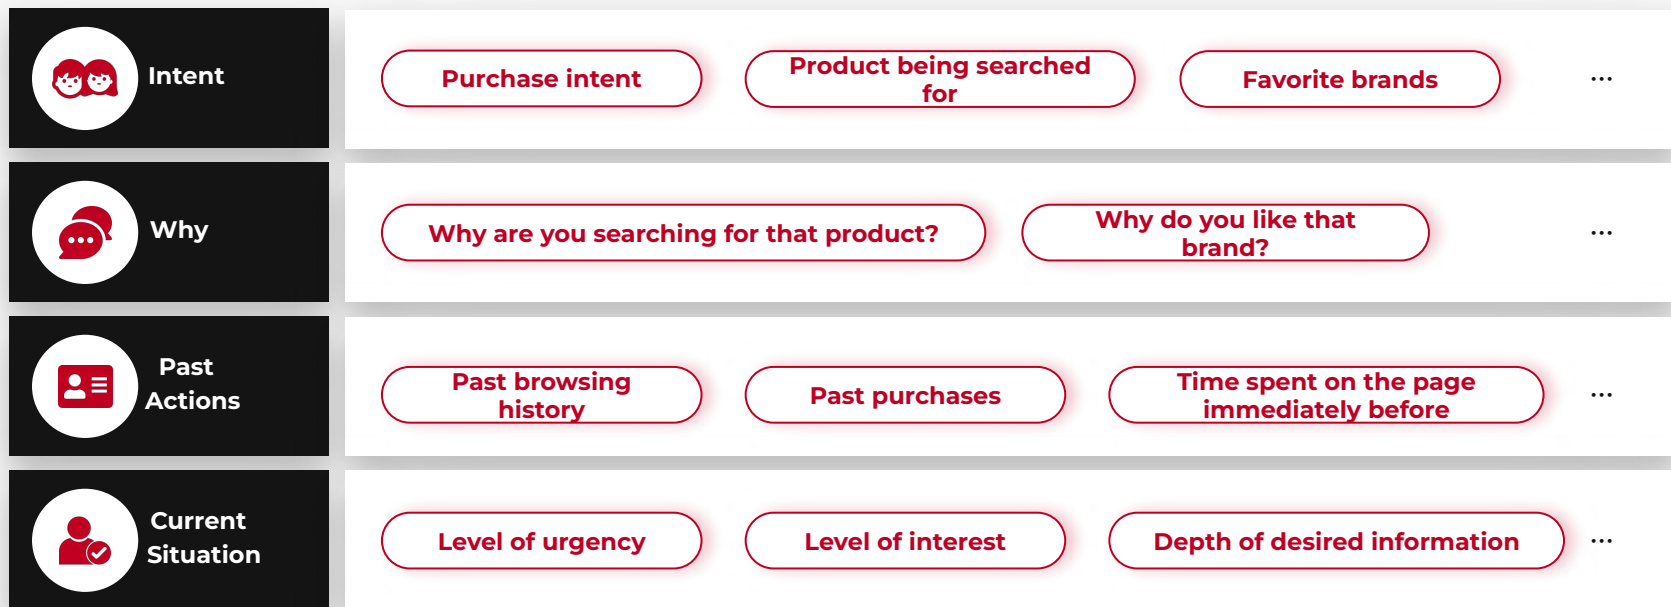 Intent
Purchase intent
Product being searched
for
Favorite brands
...
Why
Why are you searching for that product?
Why do you like that
brand?
...
Past
Actions
Past browsing
history
Past purchases
Time spent on the page
immediately before
...
Current
Situation
Level of urgency
Level of interest
Depth of desired information
...